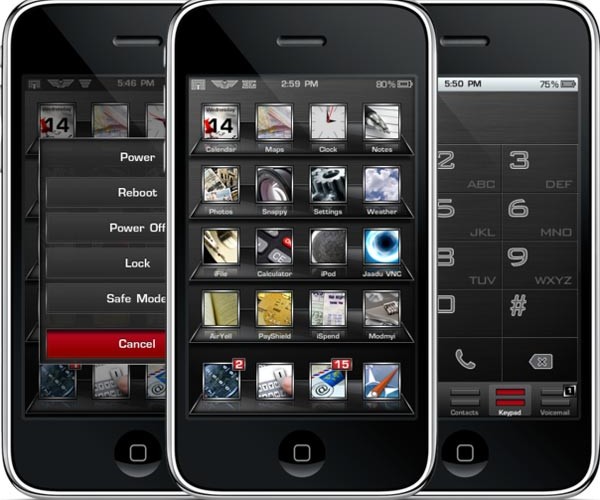 5:46 PM
Wednesday
14
Power
Reboot
Power Off
Lock
Safe Mode
Cancel
2:59 PM 80%
Wednesday
14
Calendar Maps Clock Notes
Photos Snappy Settings Weather
iFile Calculator iPod Jaadu VNC
AirYell PayShield iSpend Modmyi
2 15
5:50 PM 75%
2 ABC 3 DEF
5 JKL 6 MNO
8 TUV 9 WXYZ
0 #
Contacts Keypad Voicemail
1